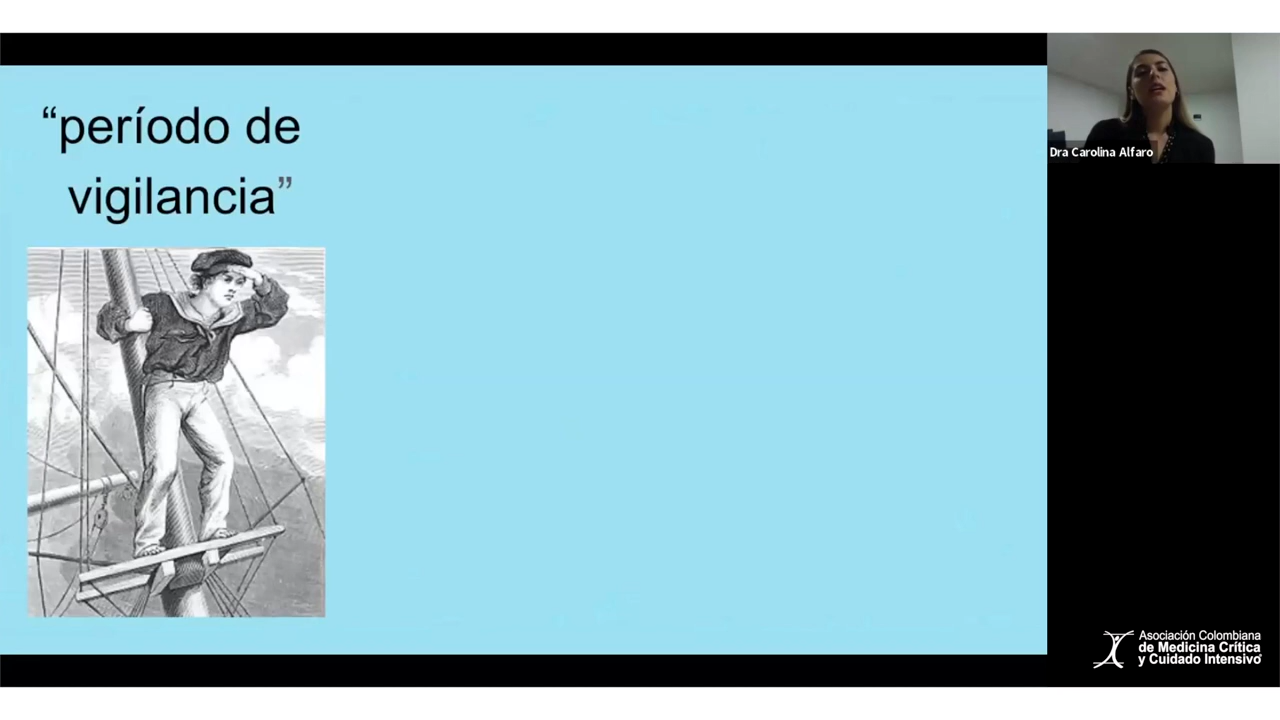 “período de
vigilancia”
Dra Carolina Alfaro
Asociación Colombiana
de Medicina Crítica
y Cuidado Intensivo